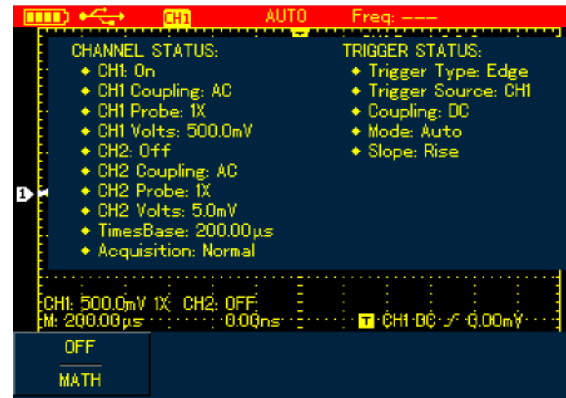 CH1 AUTO Freq: ---
CHANNEL STATUS:
◆ CH1: On
◆ CH1 Coupling: AC
◆ CH1 Probe: 1X
◆ CH1 Volts: 500.0mV
◆ CH2: Off
◆ CH2 Coupling: AC
◆ CH2 Probe: 1X
◆ CH2 Volts: 5.0mV
◆ TimesBase: 200.00μs
◆ Acquisition: Normal
TRIGGER STATUS:
◆ Trigger Type: Edge
◆ Trigger Source: CH1
◆ Coupling: DC
◆ Mode: Auto
◆ Slope: Rise
1
CH1: 500.0mV 1X CH2: OFF
M: 200.00μs 0.00ns T CH1 DC 0.00mV
OFF
MATH